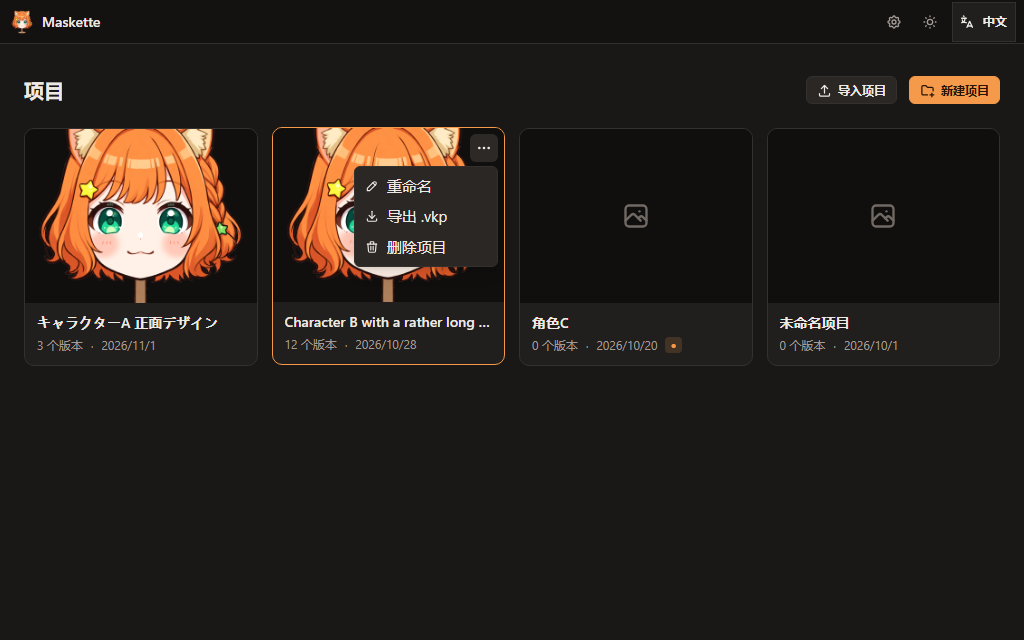 Maskette
中文
项目
导入项目
新建项目
重命名
导出 .vkp
删除项目
キャラクターA 正面デザイン
3 个版本 · 2026/11/1
Character B with a rather long ...
12 个版本 · 2026/10/28
角色C
0 个版本 · 2026/10/20
未命名项目
0 个版本 · 2026/10/1